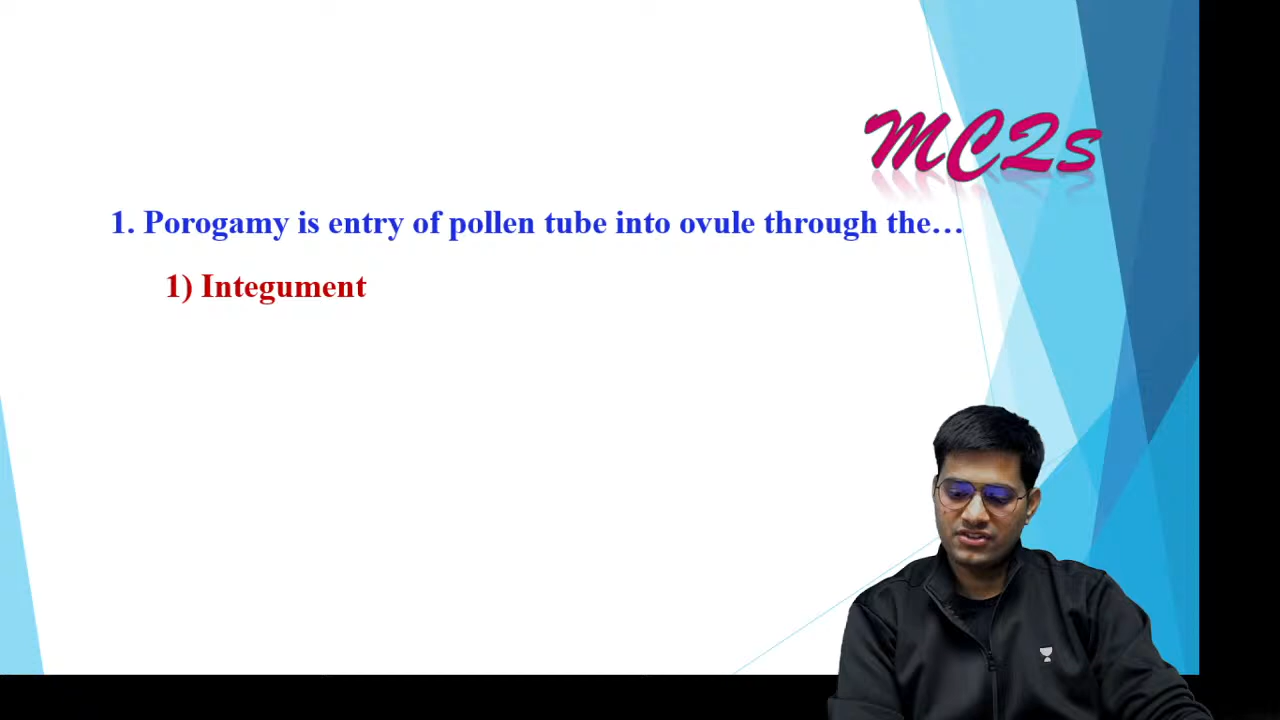 MCQs
1. Porogamy is entry of pollen tube into ovule through the…
1) Integument